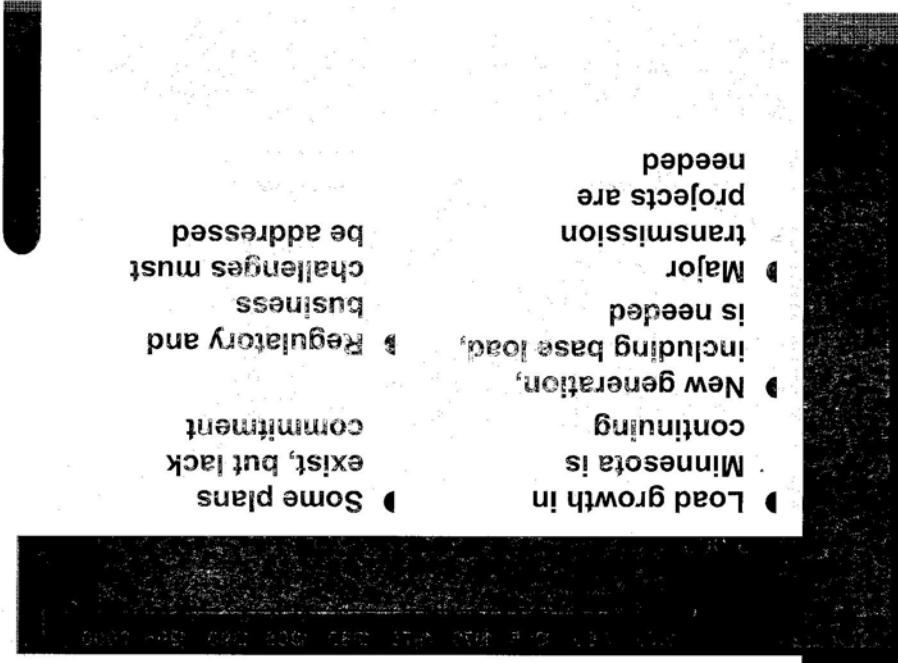 Load growth in
Minnesota is
continuing
New generation,
including base load,
is needed
Major
transmission
projects are
needed
Some plans
exist, but lack
commitment
Regulatory and
business
challenges must
be addressed